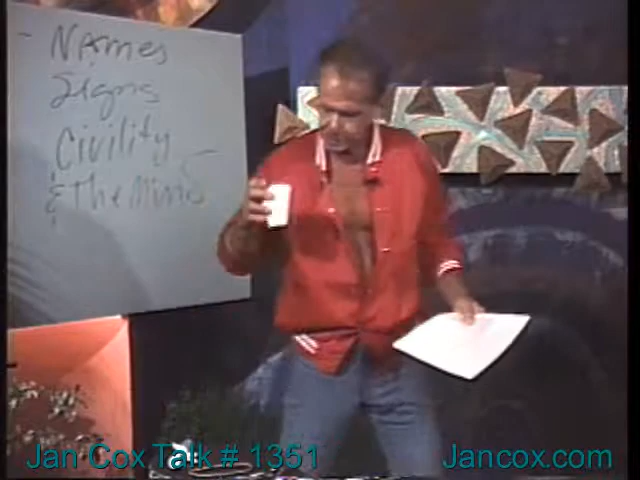 - Names
Signs
Civility
& The Mind
Jan Cox Talk # 1351
Jancox.com